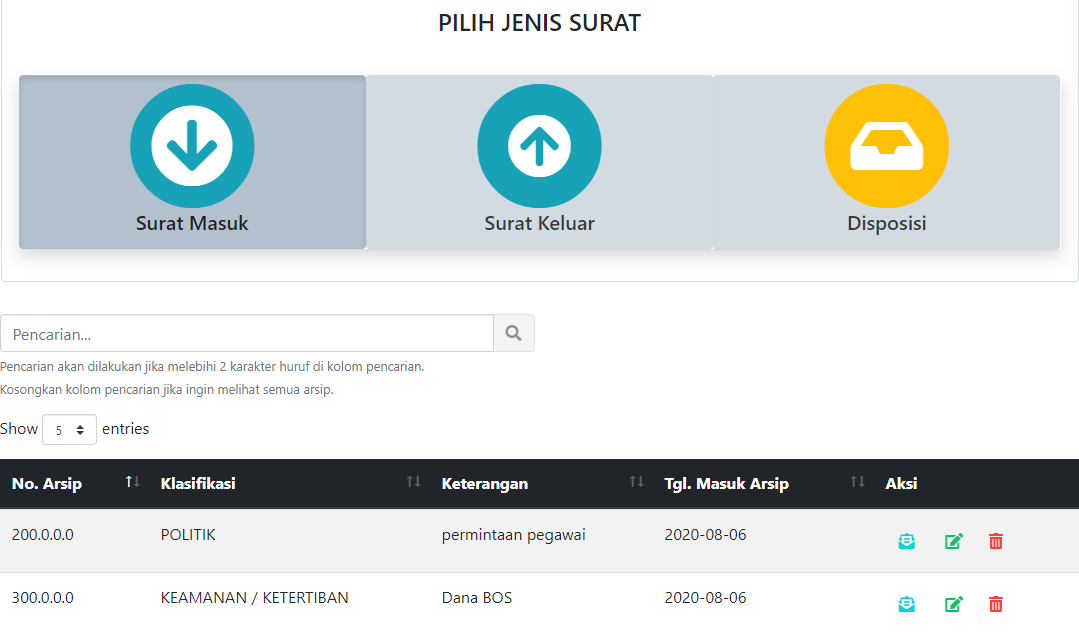 PILIH JENIS SURAT
Surat Masuk Surat Keluar Disposisi
Pencarian...
Pencarian akan dilakukan jika melebihi 2 karakter huruf di kolom pencarian.
Kosongkan kolom pencarian jika ingin melihat semua arsip.
Show 5 entries
No. Arsip Klasifikasi Keterangan Tgl. Masuk Arsip Aksi
200.0.0.0 POLITIK permintaan pegawai 2020-08-06
300.0.0.0 KEAMANAN / KETERTIBAN Dana BOS 2020-08-06